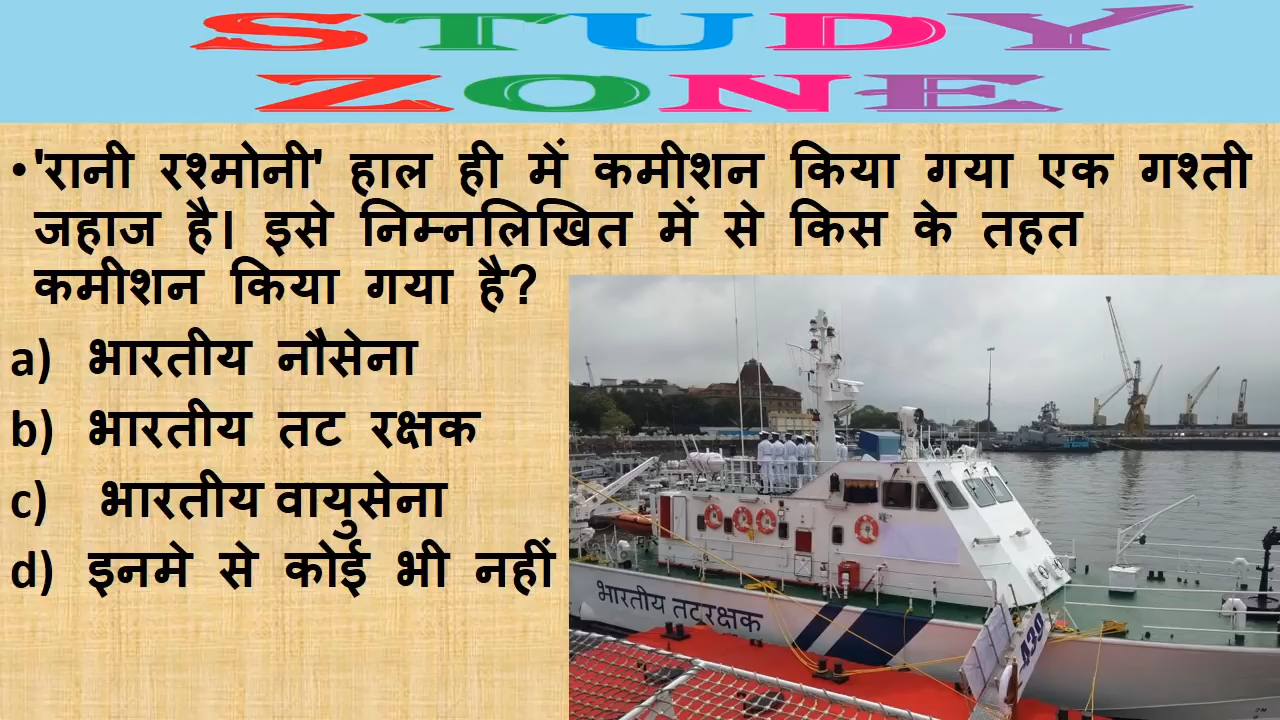 STUDY
ZONE
•'रानी रश्मोनी' हाल ही में कमीशन किया गया एक गश्ती
जहाज है। इसे निम्नलिखित में से किस के तहत
कमीशन किया गया है?
a) भारतीय नौसेना
b) भारतीय तट रक्षक
c) भारतीय वायुसेना
d) इनमे से कोई भी नहीं
भारतीय तटरक्षक
439